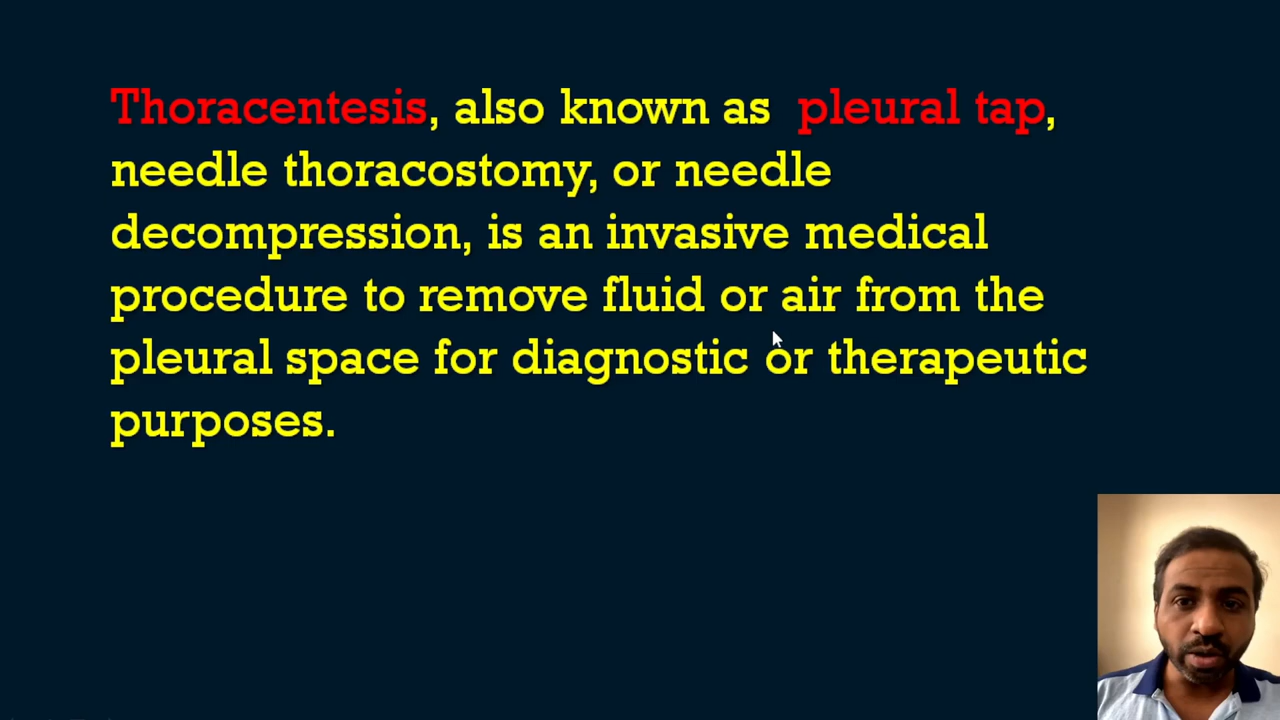 Thoracentesis, also known as pleural tap,
needle thoracostomy, or needle
decompression, is an invasive medical
procedure to remove fluid or air from the
pleural space for diagnostic or therapeutic
purposes.